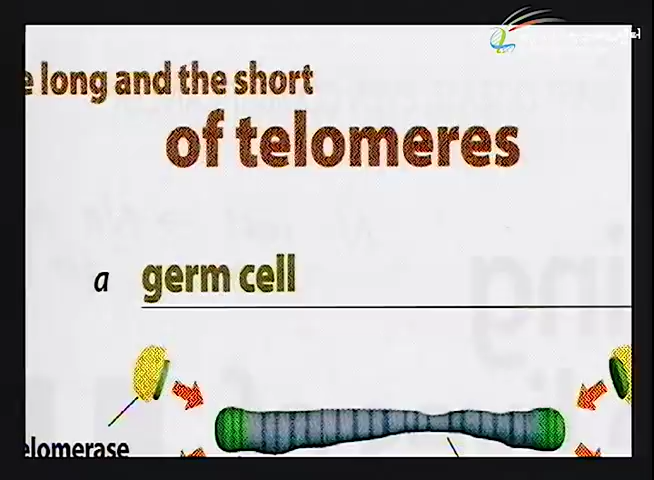 e long and the short
of telomeres
a germ cell
elomerase